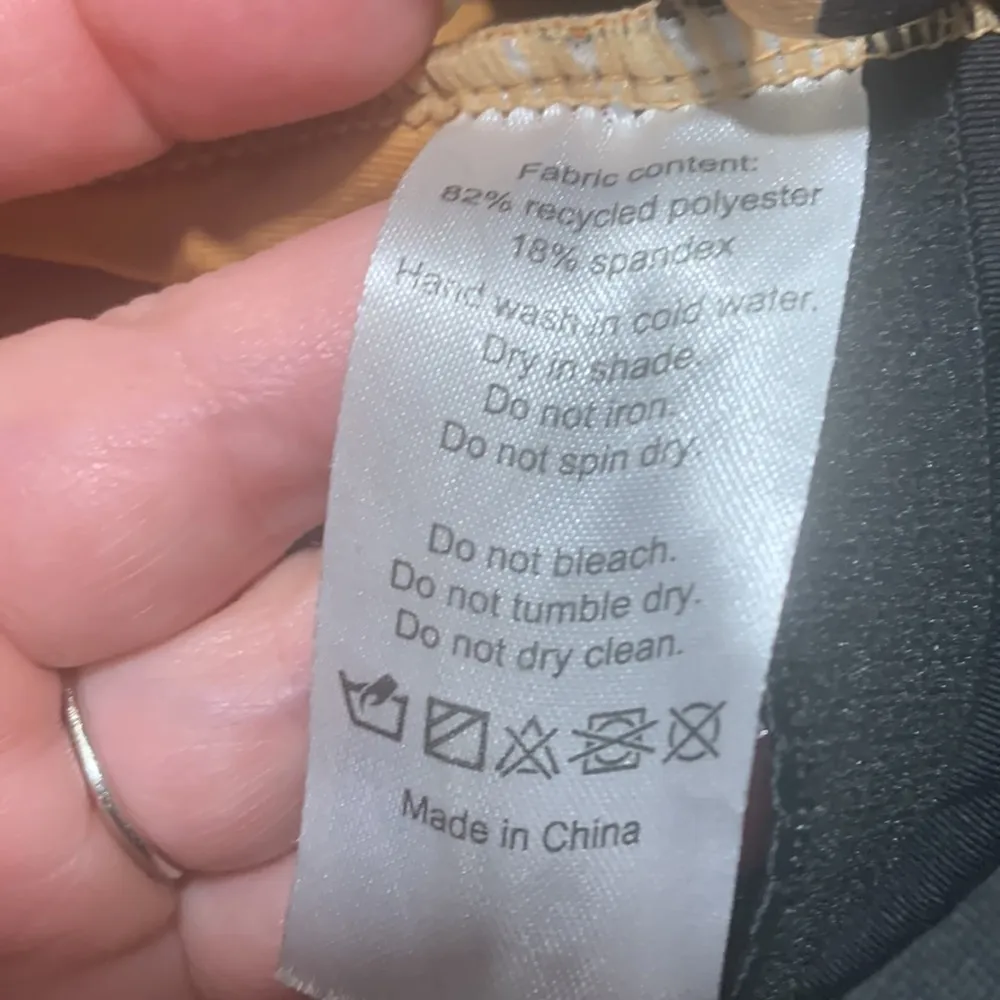 Fabric content:
82% recycled polyester
18% spandex
Hand wash in cold water.
Dry in shade.
Do not iron.
Do not spin dry.
Do not bleach.
Do not tumble dry.
Do not dry clean.
Made in China